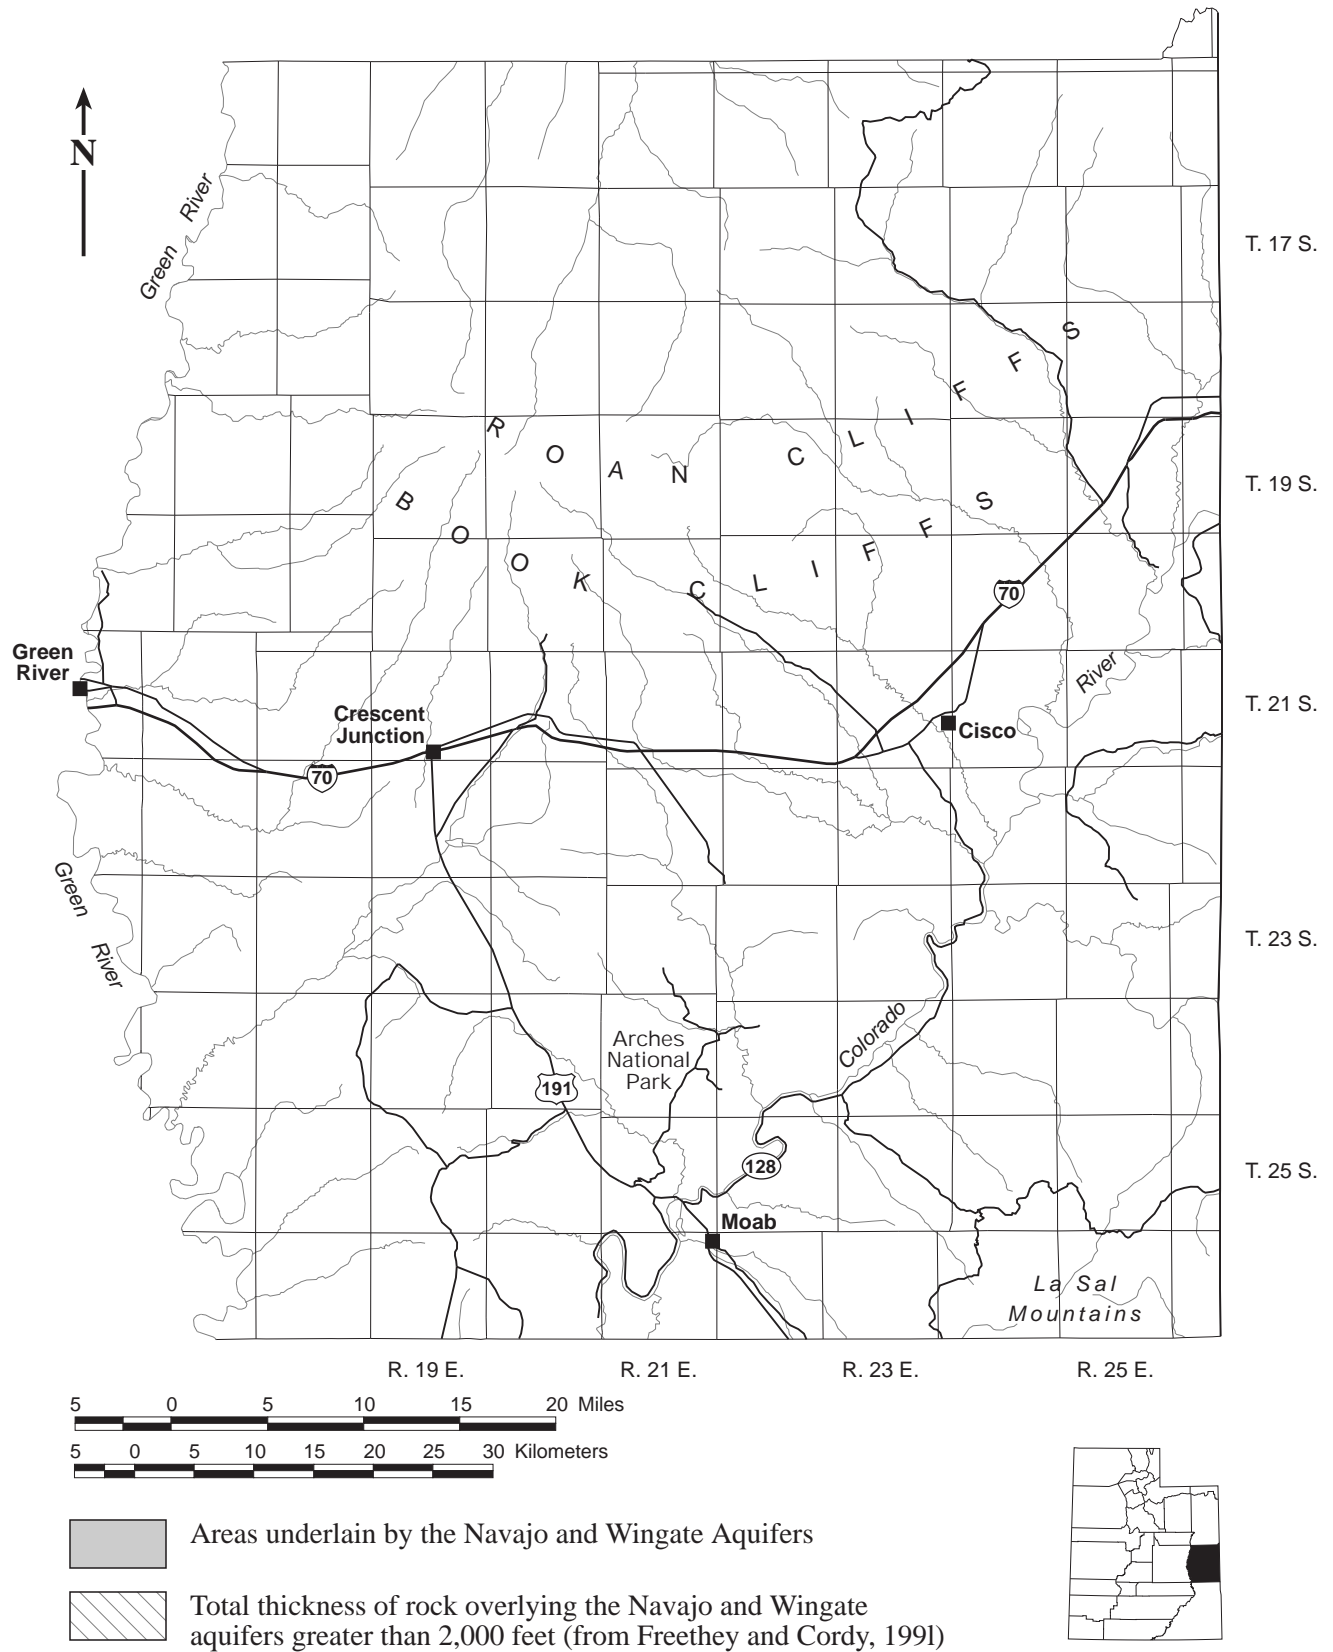 N
Green River
T. 17 S.
R O A N C L I F F S
B O O K C L I F F S
T. 19 S.
70
Green
River
Crescent
Junction
River
T. 21 S.
Cisco
70
Green River
T. 23 S.
Colorado
Arches
National
Park
191
128
T. 25 S.
Moab
La Sal
Mountains
R. 19 E. R. 21 E. R. 23 E. R. 25 E.
5 0 5 10 15 20 Miles
5 0 5 10 15 20 25 30 Kilometers
Areas underlain by the Navajo and Wingate Aquifers
Total thickness of rock overlying the Navajo and Wingate
aquifers greater than 2,000 feet (from Freethey and Cordy, 199l)